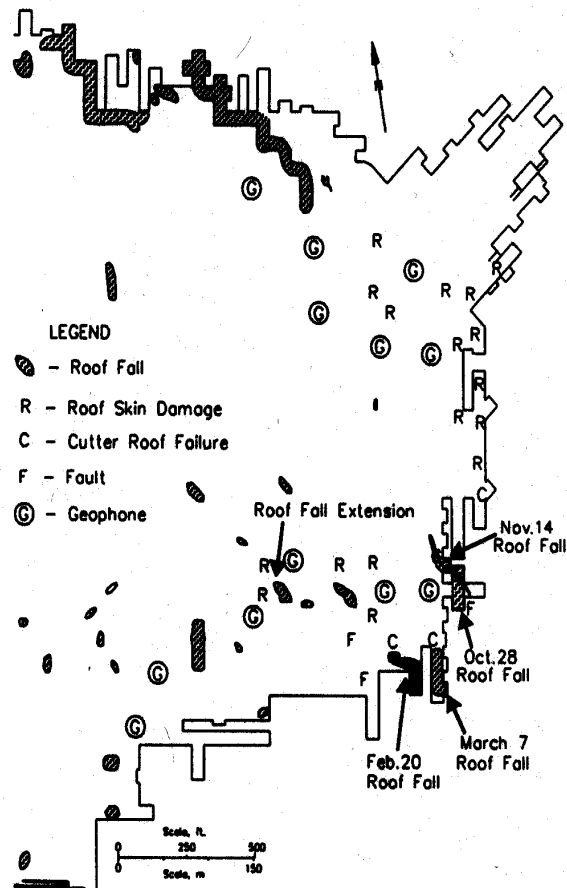 N
G
G R
G R
R R R
G R
LEGEND
R
G G R
– Roof Fall
R
R – Roof Skin Damage
R R
C – Cutter Roof Failure
R
F – Fault
C
G – Geophone
Roof Fall Extension
Nov.14
Roof Fall
R G R R
R G G F
G R
F C C
Oct.28
Roof Fall
G F
G
March 7
Roof Fall
Feb.20
Roof Fall
Scale, ft.
0 250 500
0 150
Scale, m